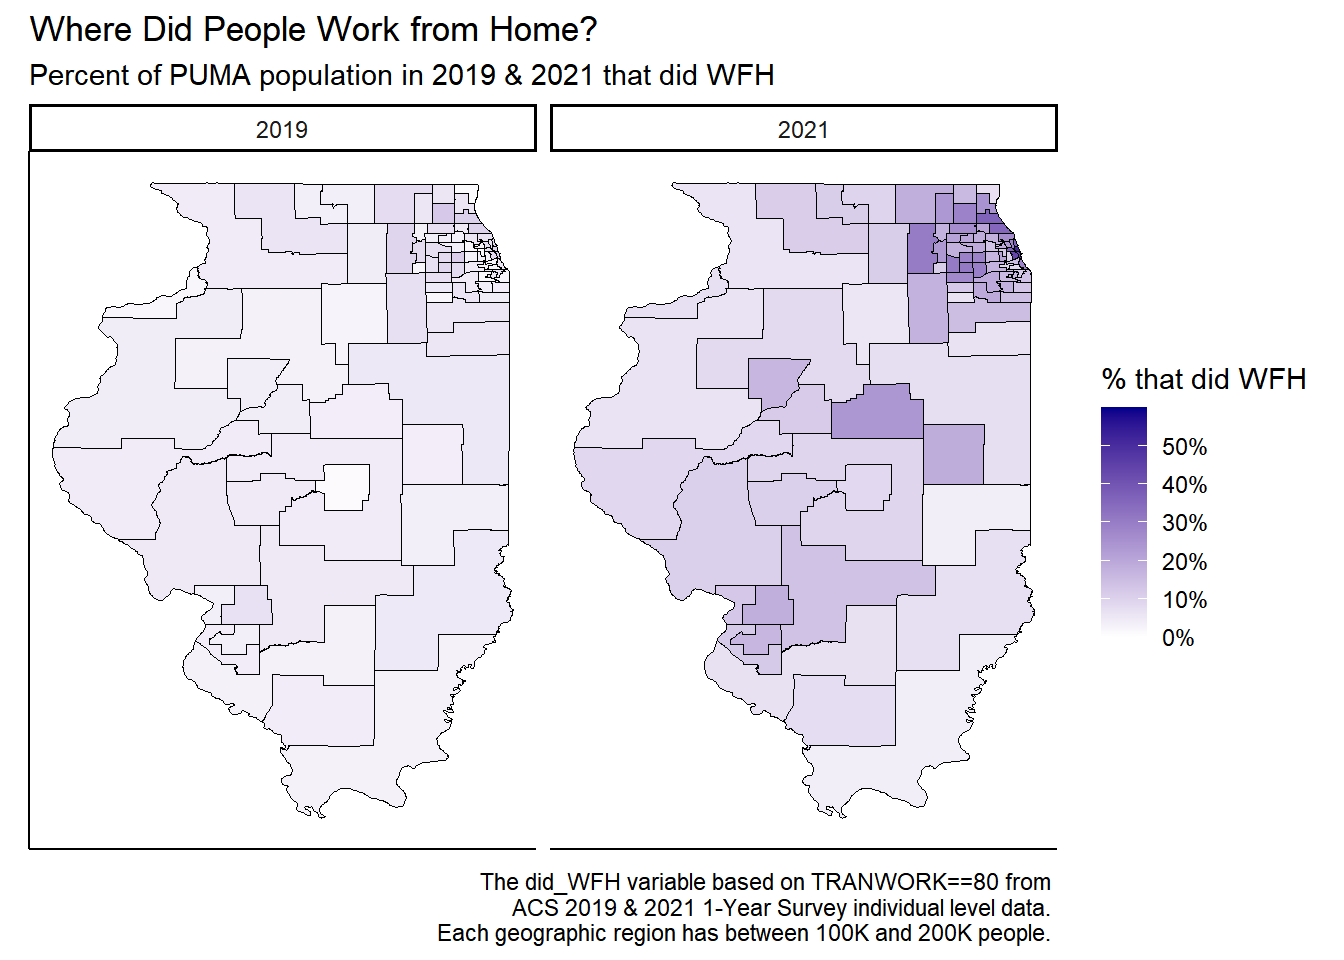 Where Did People Work from Home?
Percent of PUMA population in 2019 & 2021 that did WFH
2019
2021
% that did WFH
50%
40%
30%
20%
10%
0%
The did_WFH variable based on TRANWORK==80 from
ACS 2019 & 2021 1-Year Survey individual level data.
Each geographic region has between 100K and 200K people.